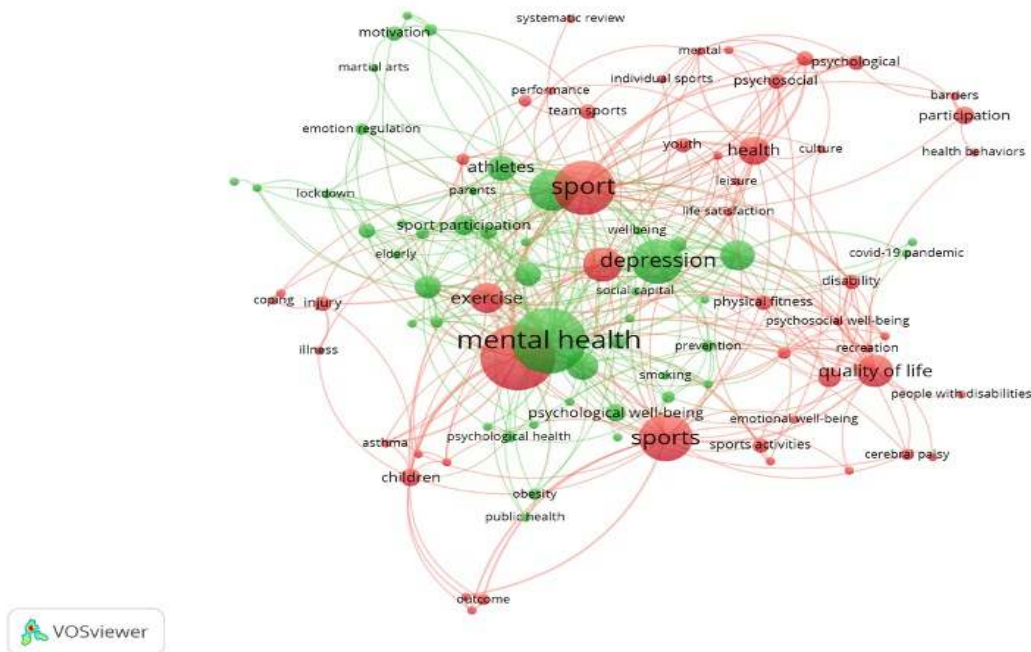 systematic review
motivation
mental
psychological
martial arts
individual sports
psychosocial
performance
barriers
team sports
participation
emotion regulation
youth
health
culture
health behaviors
athletes
leisure
sport
lockdown
parents
life satisfaction
sport participation
wellbeing
elderly
depression
covid-19 pandemic
disability
social capital
coping
injury
exercise
physical fitness
psychosocial well-being
mental health
illness
prevention
recreation
quality of life
smoking
people with disabilities
psychological well-being
emotional well-being
psychological health
sports
asthma
sports activities
cerebral palsy
children
obesity
public health
outcome
VOSviewer